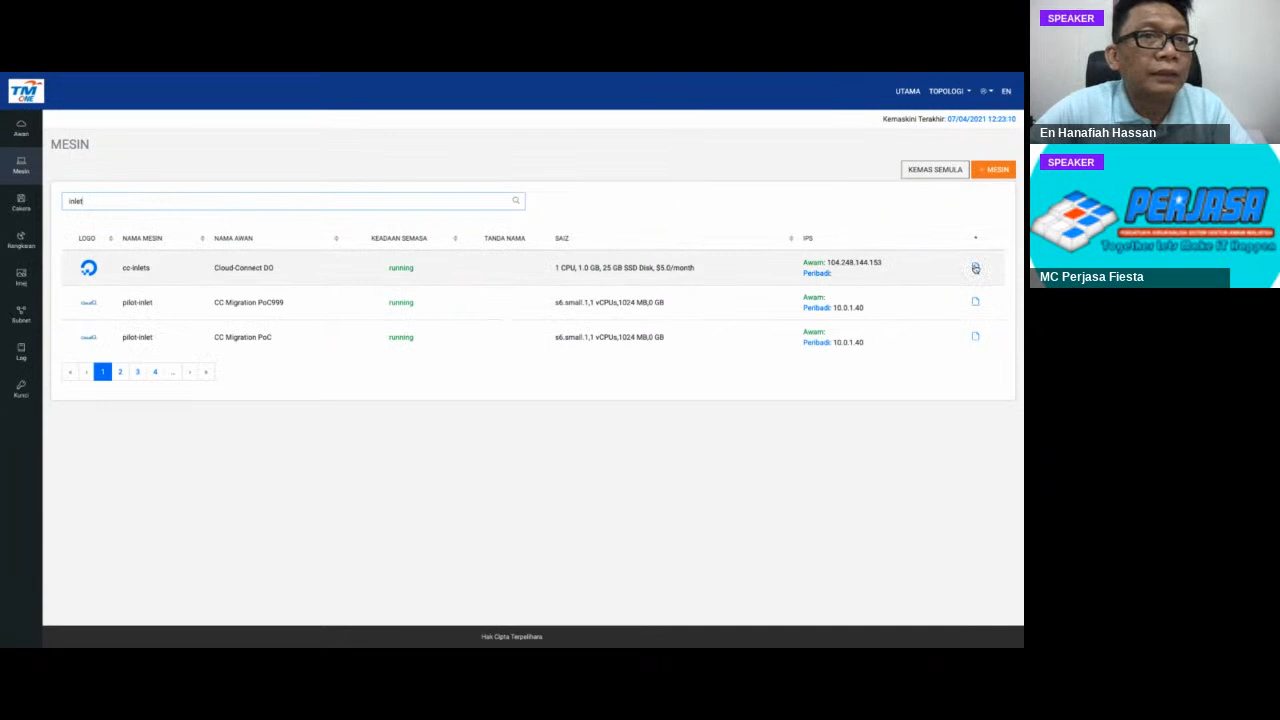 TM
ONE
UTAMA TOPOLOGI EN
Kemaskini Terakhir: 07/04/2021 12:23:10
Awan
Mesin
Cakera
Rangkaian
Imej
Subnet
Log
Kunci
MESIN
KEMAS SEMULA + MESIN
inlet
LOGO NAMA MESIN NAMA AWAN KEADAAN SEMASA TANDA NAMA SAIZ IPS
cc-inlets Cloud-Connect DO running 1 CPU, 1.0 GB, 25 GB SSD Disk, $5.0/month Awam: 104.248.144.153
Peribadi:
pilot-inlet CC Migration PoC999 running s6.small.1,1 vCPUs,1024 MB,0 GB Awam:
Peribadi: 10.0.1.40
pilot-inlet CC Migration PoC running s6.small.1,1 vCPUs,1024 MB,0 GB Awam:
Peribadi: 10.0.1.40
« ‹ 1 2 3 4 ... › »
Hak Cipta Terpelihara
SPEAKER
En Hanafiah Hassan
SPEAKER
PERJASA
Together lets Make IT Happen
MC Perjasa Fiesta